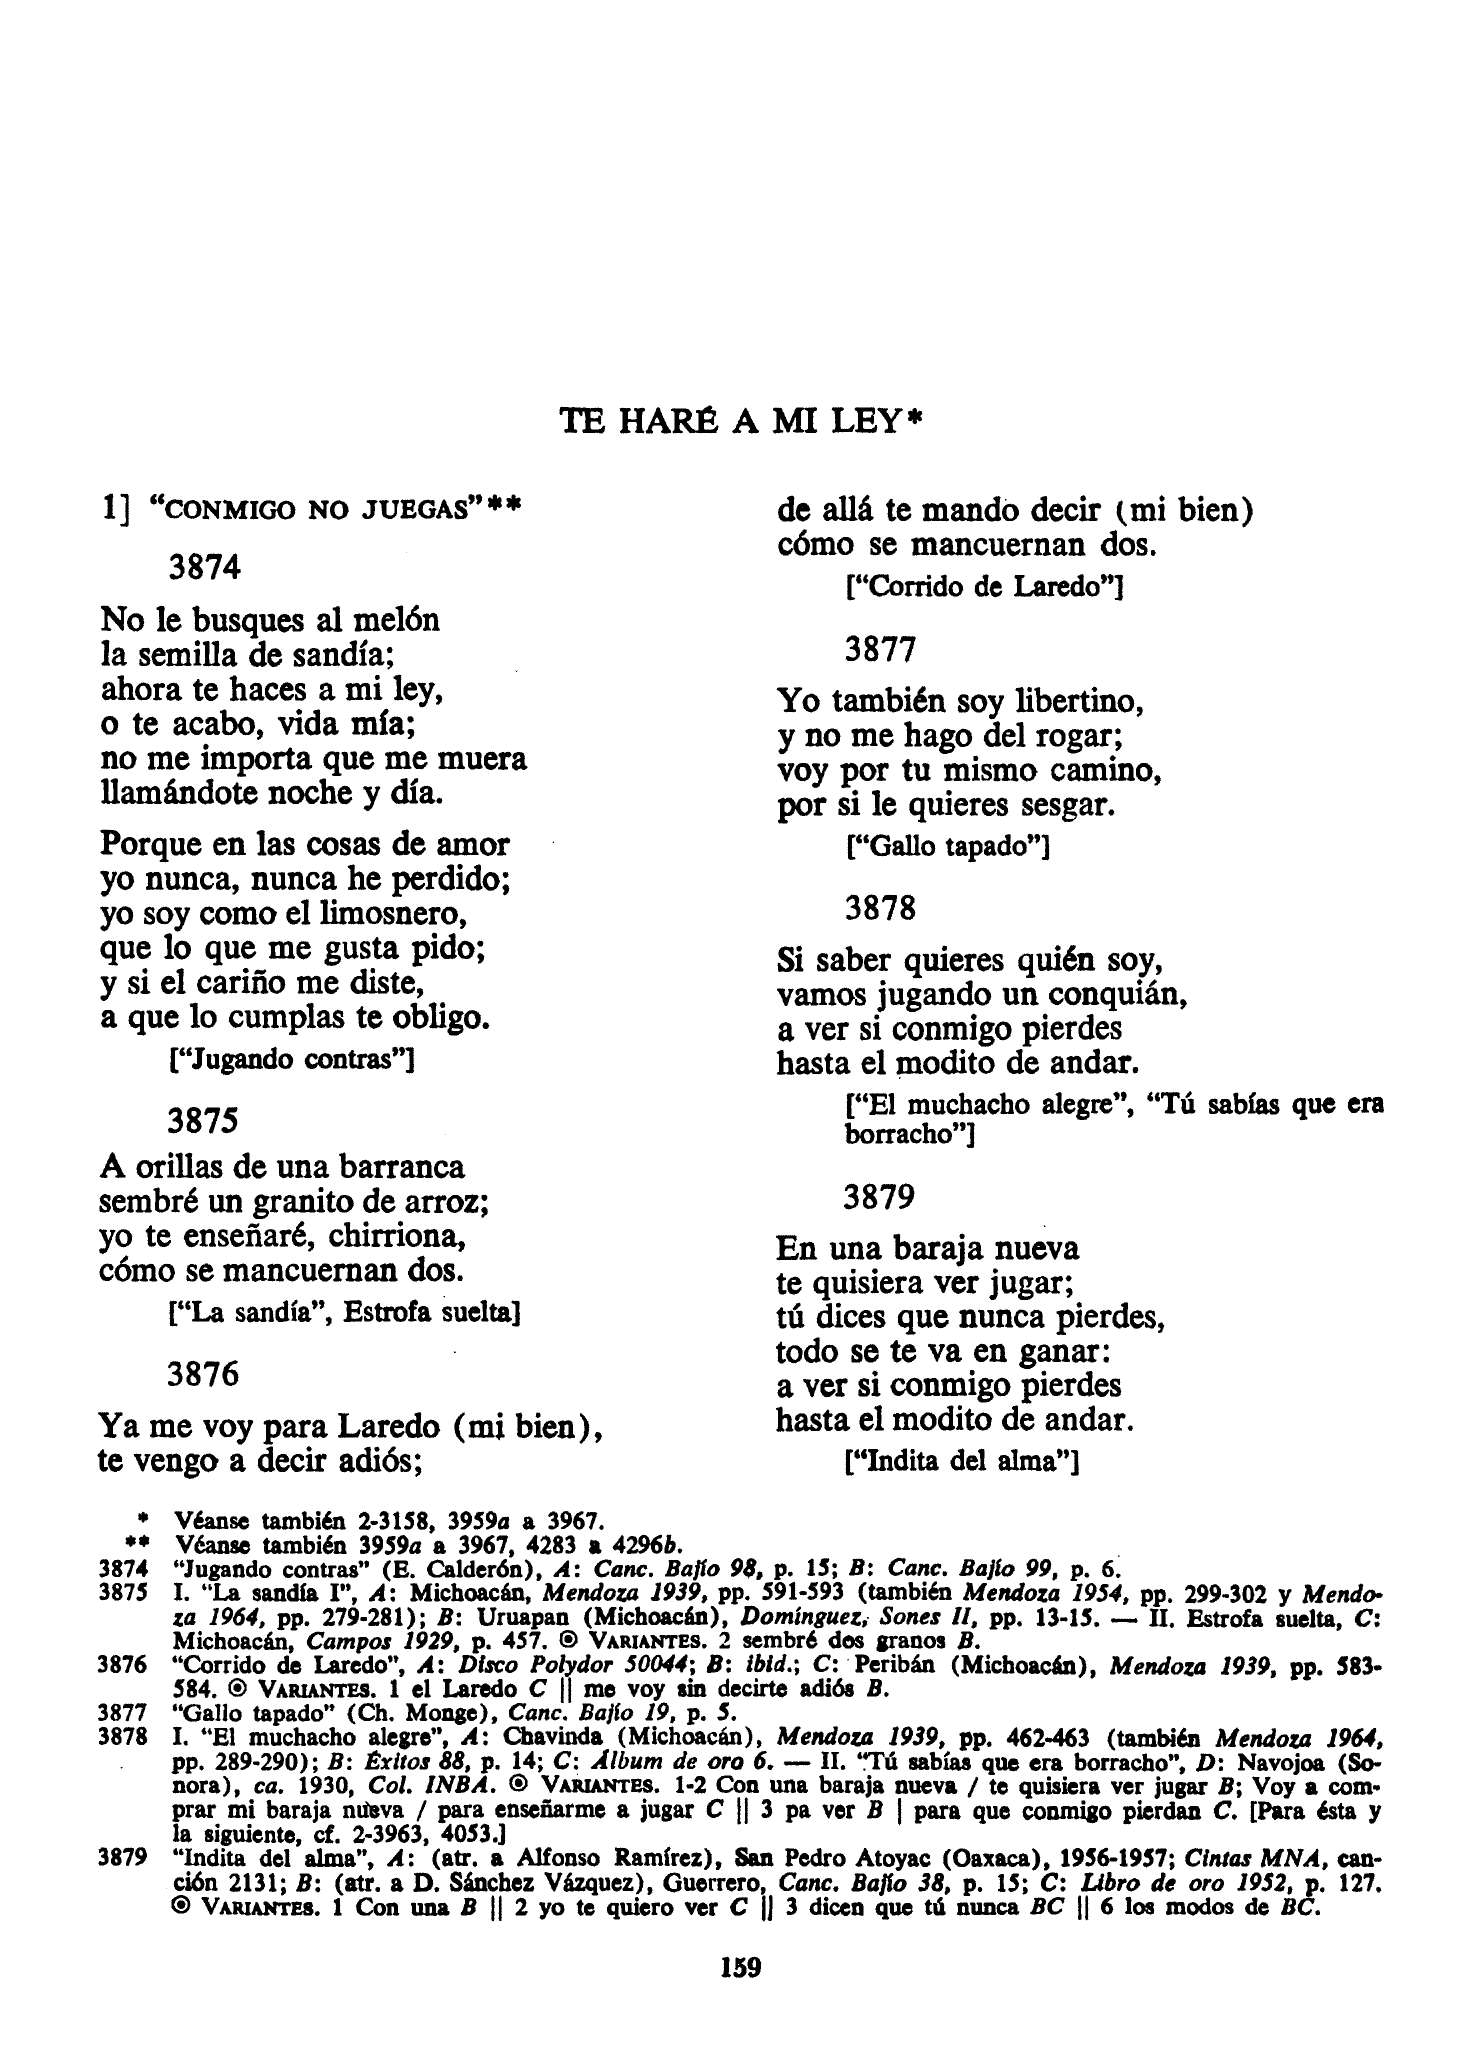 TE HARÉ A MI LEY*
1] “CONMIGO NO JUEGAS”**
3874
No le busques al melón
la semilla de sandía;
ahora te haces a mi ley,
o te acabo, vida mía;
no me importa que me muera
llamándote noche y día.
Porque en las cosas de amor
yo nunca, nunca he perdido;
yo soy como el limosnero,
que lo que me gusta pido;
y si el cariño me diste,
a que lo cumplas te obligo.
[“Jugando contras”]
3875
A orillas de una barranca
sembré un granito de arroz;
yo te enseñaré, chirriona,
cómo se mancuernan dos.
[“La sandía”, Estrofa suelta]
3876
Ya me voy para Laredo (mi bien),
te vengo a decir adiós;
de allá te mando decir (mi bien)
cómo se mancuernan dos.
[“Corrido de Laredo”]
3877
Yo también soy libertino,
y no me hago del rogar;
voy por tu mismo camino,
por si le quieres sesgar.
[“Gallo tapado”]
3878
Si saber quieres quién soy,
vamos jugando un conquián,
a ver si conmigo pierdes
hasta el modito de andar.
[“El muchacho alegre”, “Tú sabías que era
borracho”]
3879
En una baraja nueva
te quisiera ver jugar;
tú dices que nunca pierdes,
todo se te va en ganar:
a ver si conmigo pierdes
hasta el modito de andar.
[“Indita del alma”]
* Véanse también 2-3158, 3959a a 3967.
** Véanse también 3959a a 3967, 4283 a 4296b.
3874 “Jugando contras” (E. Calderón), A: Canc. Bajío 98, p. 15; B: Canc. Bajío 99, p. 6.
3875 I. “La sandía I”, A: Michoacán, Mendoza 1939, pp. 591-593 (también Mendoza 1954, pp. 299-302 y Mendo-
za 1964, pp. 279-281); B: Uruapan (Michoacán), Domínguez, Sones II, pp. 13-15. — II. Estrofa suelta, C:
Michoacán, Campos 1929, p. 457. ⊙ VARIANTES. 2 sembré dos granos B.
3876 “Corrido de Laredo”, A: Disco Polydor 50044; B: ibid.; C: Peribán (Michoacán), Mendoza 1939, pp. 583-
584. ⊙ VARIANTES. 1 el Laredo C || me voy sin decirte adiós B.
3877 “Gallo tapado” (Ch. Monge), Canc. Bajío 19, p. 5.
3878 I. “El muchacho alegre”, A: Chavinda (Michoacán), Mendoza 1939, pp. 462-463 (también Mendoza 1964,
pp. 289-290); B: Éxitos 88, p. 14; C: Álbum de oro 6. — II. “Tú sabías que era borracho”, D: Navojoa (So-
nora), ca. 1930, Col. INBA. ⊙ VARIANTES. 1-2 Con una baraja nueva / te quisiera ver jugar B; Voy a com-
prar mi baraja nueva / para enseñarme a jugar C || 3 pa ver B | para que conmigo pierdan C. [Para ésta y
la siguiente, cf. 2-3963, 4053.]
3879 “Indita del alma”, A: (atr. a Alfonso Ramírez), San Pedro Atoyac (Oaxaca), 1956-1957; Cintas MNA, can-
ción 2131; B: (atr. a D. Sánchez Vázquez), Guerrero, Canc. Bajío 38, p. 15; C: Libro de oro 1952, p. 127.
⊙ VARIANTES. 1 Con una B || 2 yo te quiero ver C || 3 dicen que tú nunca BC || 6 los modos de BC.
159